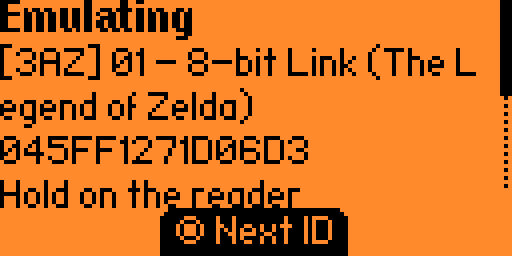 Emulating
[3AZ] 01 - 8-bit Link (The L
egend of Zelda)
045FF1271D06D3
Hold on the reader
Next ID